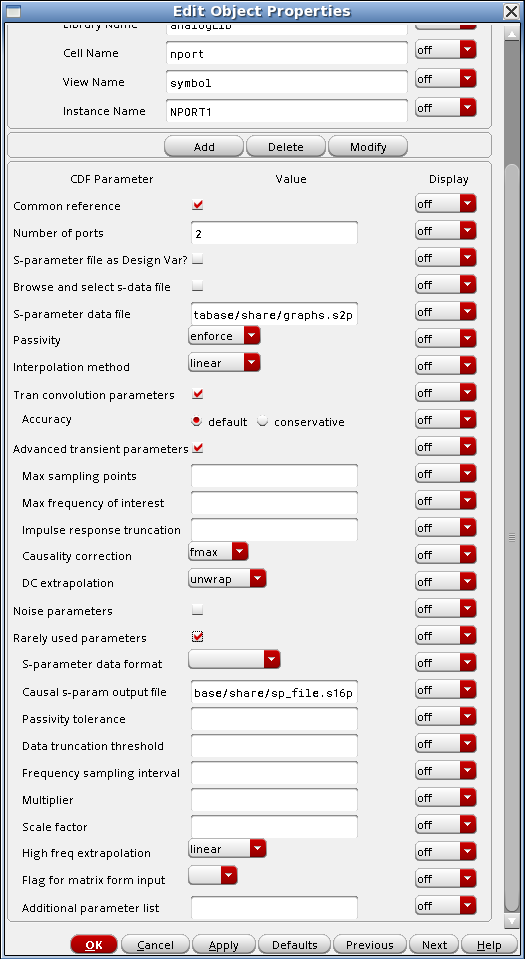 Edit Object Properties
Library Name analogLib
Cell Name nport off
View Name symbol off
Instance Name NPORT1 off
Add Delete Modify
CDF Parameter Value Display
Common reference off
Number of ports 2 off
S-parameter file as Design Var? off
Browse and select s-data file off
S-parameter data file tabase/share/graphs.s2p off
Passivity enforce off
Interpolation method linear off
Tran convolution parameters off
Accuracy default conservative off
Advanced transient parameters off
Max sampling points off
Max frequency of interest off
Impulse response truncation off
Causality correction fmax off
DC extrapolation unwrap off
Noise parameters off
Rarely used parameters off
S-parameter data format off
Causal s-param output file base/share/sp_file.s16p off
Passivity tolerance off
Data truncation threshold off
Frequency sampling interval off
Multiplier off
Scale factor off
High freq extrapolation linear off
Flag for matrix form input off
Additional parameter list off
OK Cancel Apply Defaults Previous Next Help